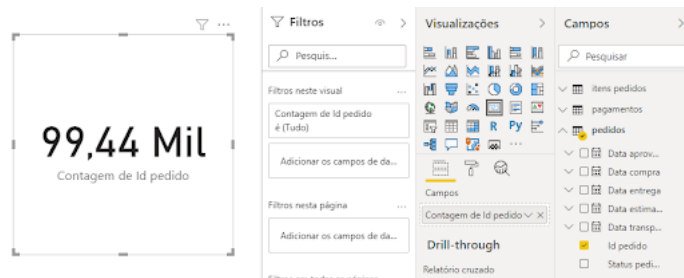 99,44 Mil
Contagem de Id pedido
Filtros
Pesquis...
Filtros neste visual
Contagem de Id pedido
é (Tudo)
Adicionar os campos de da...
Filtros nesta página
Adicionar os campos de da...
Visualizações
R
Py
Campos
Contagem de Id pedido
Drill-through
Relatório cruzado
Campos
Pesquisar
itens pedidos
pagamentos
pedidos
Data aprov...
Data compra
Data entrega
Data estima...
Data transp...
Id pedido
Status pedi...